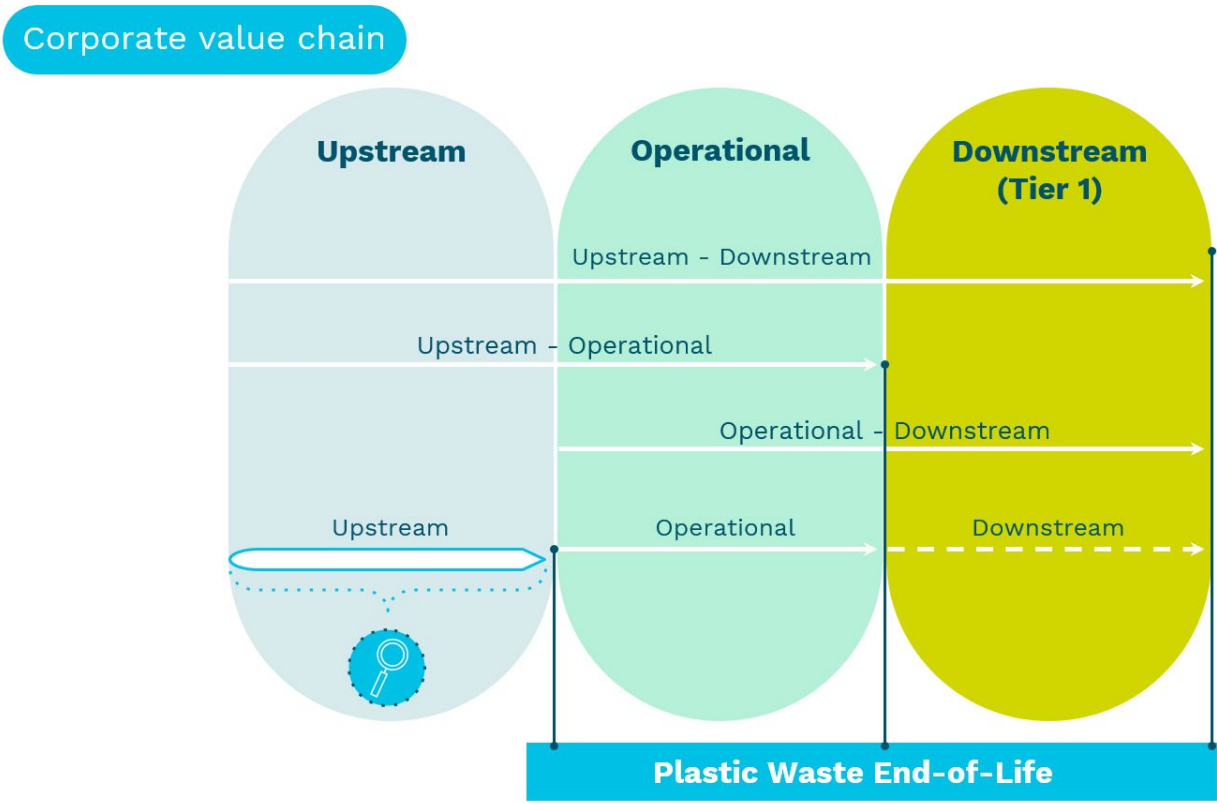 Corporate value chain
Upstream
Operational
Downstream
(Tier 1)
Upstream - Downstream
Upstream - Operational
Operational - Downstream
Upstream
Operational
Downstream
Plastic Waste End-of-Life